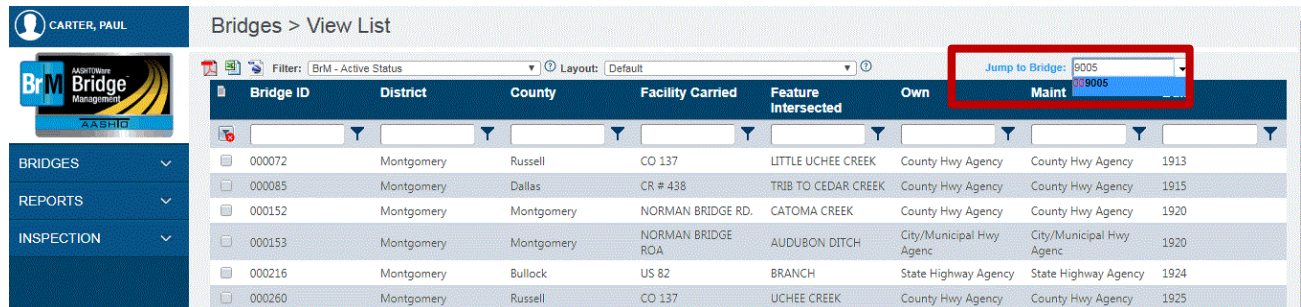 CARTER, PAUL
Bridges > View List
AASHTOWare
BrM Bridge
Management
AASHTO
Filter: BrM - Active Status Layout: Default Jump to Bridge: 9005
009005
Bridge ID District County Facility Carried Feature Intersected Own Maint
BRIDGES
REPORTS
INSPECTION
000072 Montgomery Russell CO 137 LITTLE UCHEE CREEK County Hwy Agency County Hwy Agency 1913
000085 Montgomery Dallas CR # 438 TRIB TO CEDAR CREEK County Hwy Agency County Hwy Agency 1915
000152 Montgomery Montgomery NORMAN BRIDGE RD. CATOMA CREEK County Hwy Agency County Hwy Agency 1920
000153 Montgomery Montgomery NORMAN BRIDGE ROA AUDUBON DITCH City/Municipal Hwy Agenc City/Municipal Hwy Agenc 1920
000216 Montgomery Bullock US 82 BRANCH State Highway Agency State Highway Agency 1924
000260 Montgomery Russell CO 137 UCHEE CREEK County Hwy Agency County Hwy Agency 1925